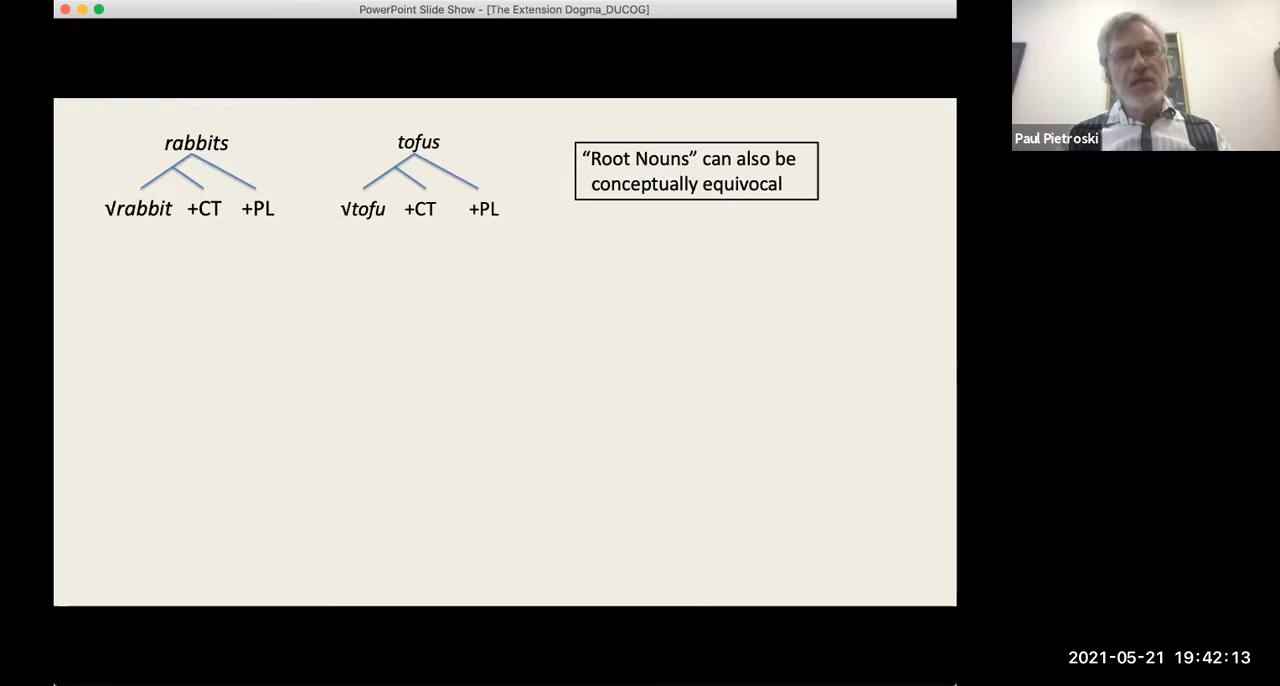 PowerPoint Slide Show - [The Extension Dogma_DUCOG]
rabbits
tofus
√rabbit +CT +PL
√tofu +CT +PL
“Root Nouns” can also be
conceptually equivocal
Paul Pietroski
2021-05-21 19:42:13